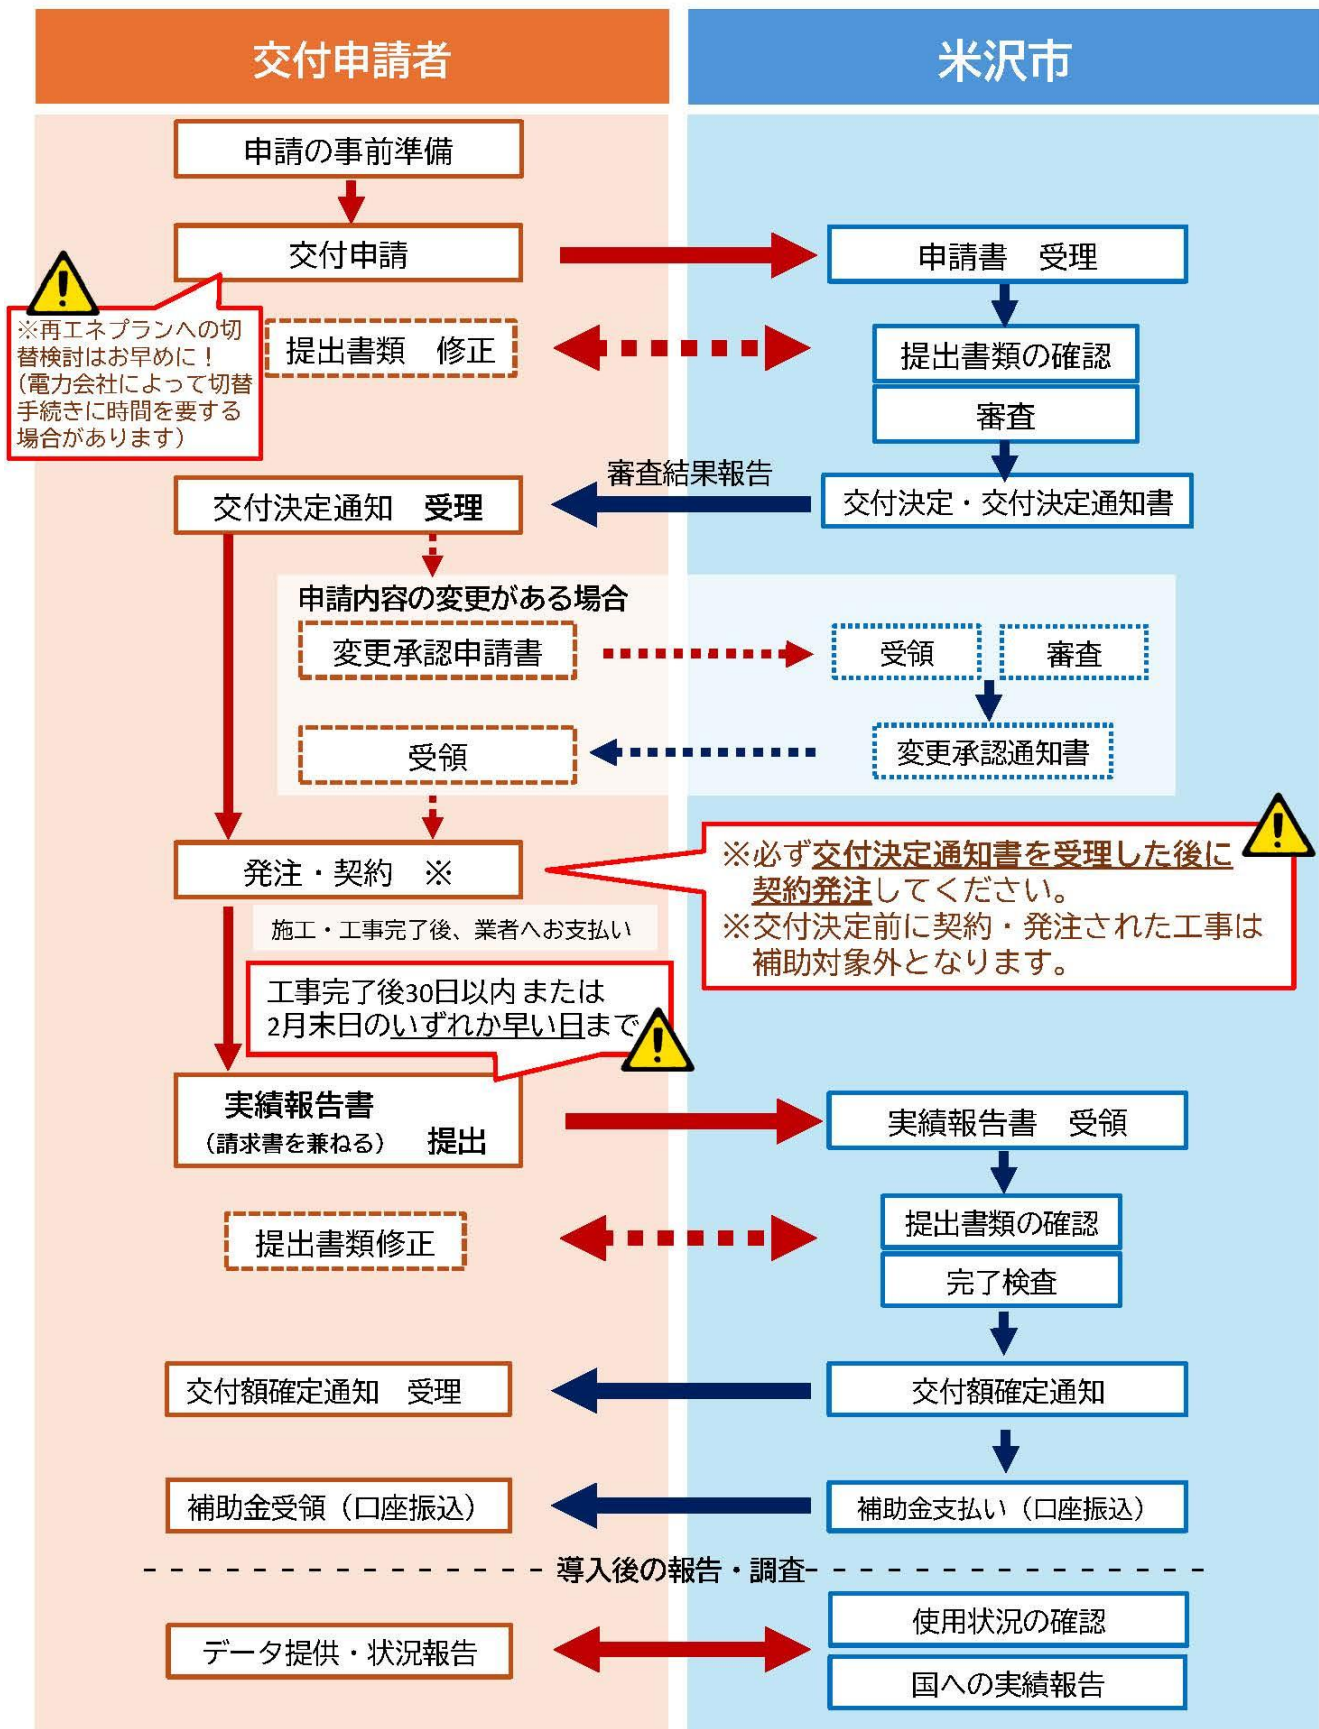 交付申請者
米沢市
申請の事前準備
交付申請
申請書　受理
※再エネプランへの切
替検討はお早めに！
(電力会社によって切替
手続きに時間を要する
場合があります)
提出書類　修正
提出書類の確認
審査
審査結果報告
交付決定通知　受理
交付決定・交付決定通知書
申請内容の変更がある場合
変更承認申請書
受領
審査
受領
変更承認通知書
発注・契約　※
※必ず交付決定通知書を受理した後に
契約発注してください。
※交付決定前に契約・発注された工事は
補助対象外となります。
施工・工事完了後、業者へお支払い
工事完了後30日以内 または
2月末日のいずれか早い日まで
実績報告書
（請求書を兼ねる）　提出
実績報告書　受領
提出書類修正
提出書類の確認
完了検査
交付額確定通知　受理
交付額確定通知
補助金受領（口座振込）
補助金支払い（口座振込）
導入後の報告・調査
データ提供・状況報告
使用状況の確認
国への実績報告